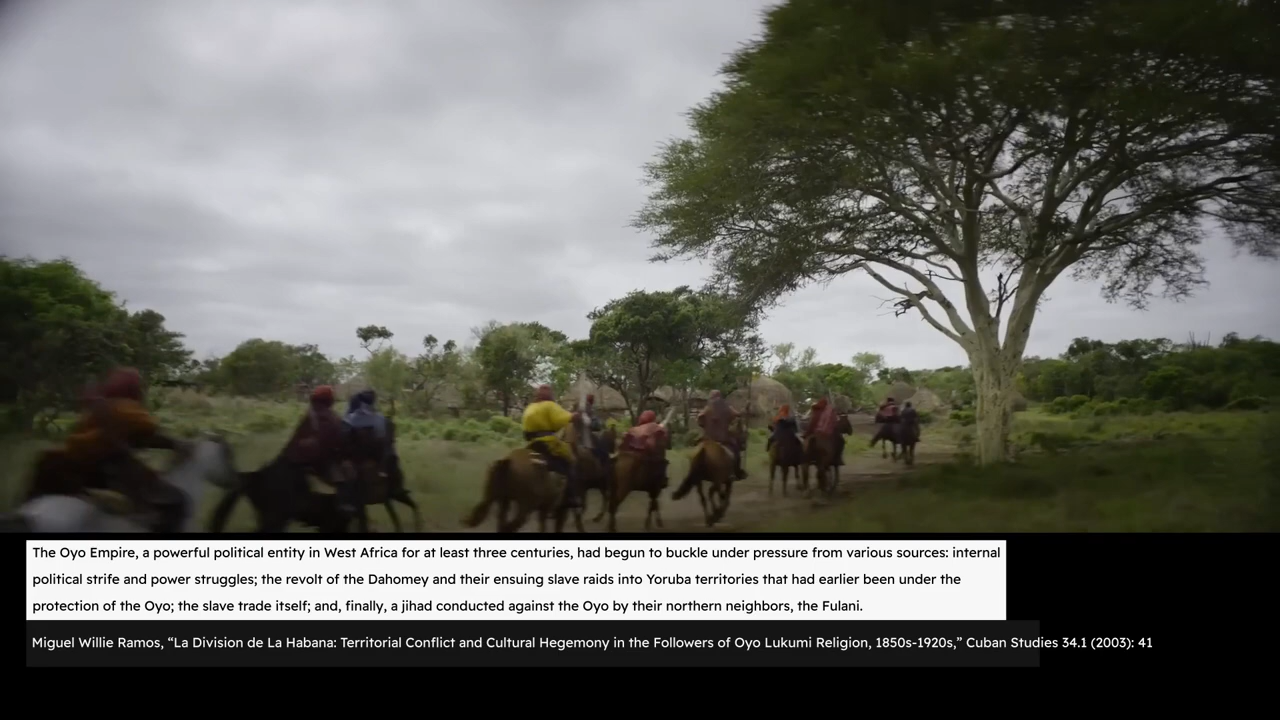 The Oyo Empire, a powerful political entity in West Africa for at least three centuries, had begun to buckle under pressure from various sources: internal
political strife and power struggles; the revolt of the Dahomey and their ensuing slave raids into Yoruba territories that had earlier been under the
protection of the Oyo; the slave trade itself; and, finally, a jihad conducted against the Oyo by their northern neighbors, the Fulani.
Miguel Willie Ramos, “La Division de La Habana: Territorial Conflict and Cultural Hegemony in the Followers of Oyo Lukumi Religion, 1850s-1920s,” Cuban Studies 34.1 (2003): 41